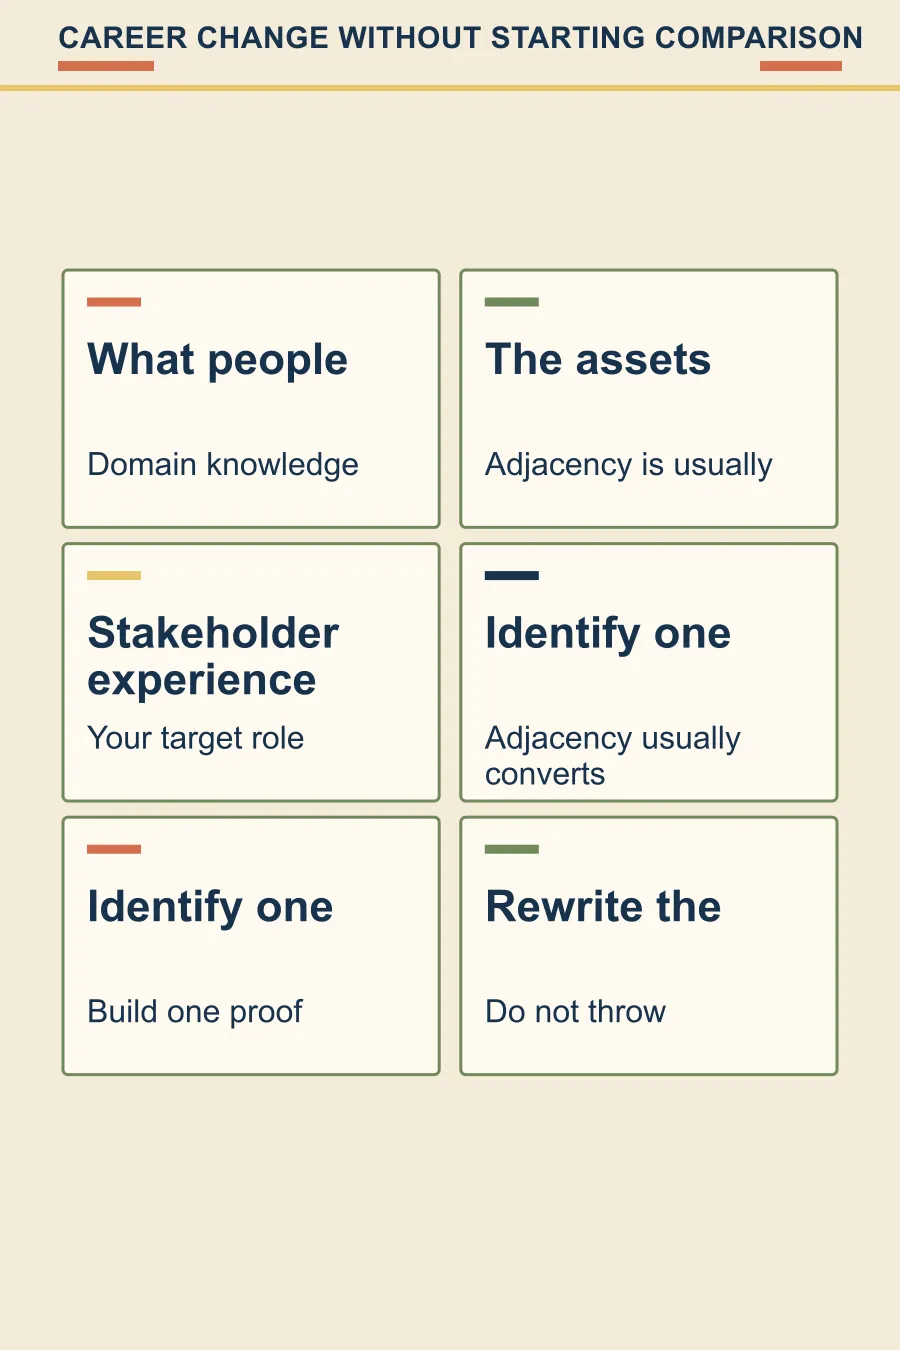 CAREER CHANGE WITHOUT STARTING COMPARISON
What people
Domain knowledge
The assets
Adjacency is usually
Stakeholder
experience
Your target role
Identify one
Adjacency usually
converts
Identify one
Build one proof
Rewrite the
Do not throw